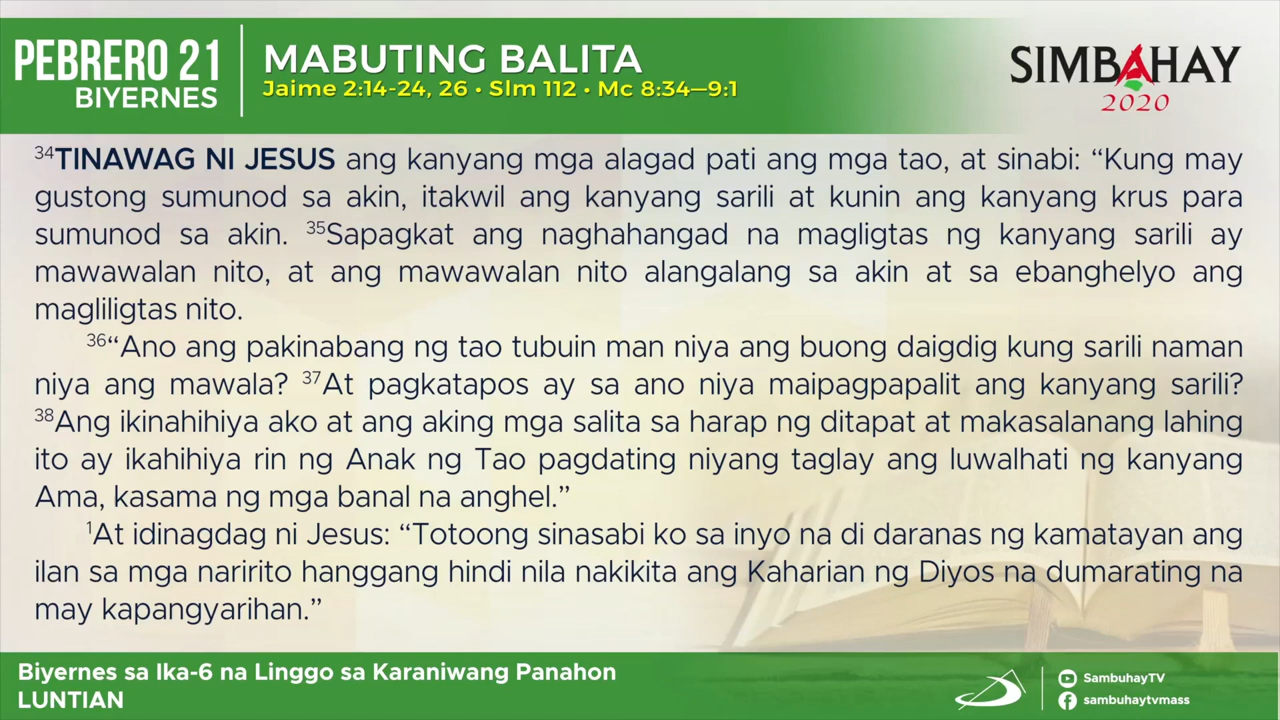 PEBRERO 21
BIYERNES
MABUTING BALITA
Jaime 2:14-24, 26 • Slm 112 • Mc 8:34—9:1
SIMBAHAY
2020
34TINAWAG NI JESUS ang kanyang mga alagad pati ang mga tao, at sinabi: “Kung may
gustong sumunod sa akin, itakwil ang kanyang sarili at kunin ang kanyang krus para
sumunod sa akin. 35Sapagkat ang naghahangad na magligtas ng kanyang sarili ay
mawawalan nito, at ang mawawalan nito alangalang sa akin at sa ebanghelyo ang
magliligtas nito.
36“Ano ang pakinabang ng tao tubuin man niya ang buong daigdig kung sarili naman
niya ang mawala? 37At pagkatapos ay sa ano niya maipagpapalit ang kanyang sarili?
38Ang ikinahihiya ako at ang aking mga salita sa harap ng ditapat at makasalanang lahing
ito ay ikahihiya rin ng Anak ng Tao pagdating niyang taglay ang luwalhati ng kanyang
Ama, kasama ng mga banal na anghel.”
1At idinagdag ni Jesus: “Totoong sinasabi ko sa inyo na di daranas ng kamatayan ang
ilan sa mga naririto hanggang hindi nila nakikita ang Kaharian ng Diyos na dumarating na
may kapangyarihan.”
Biyernes sa Ika-6 na Linggo sa Karaniwang Panahon
LUNTIAN
SambuhayTV
sambuhaytvmass